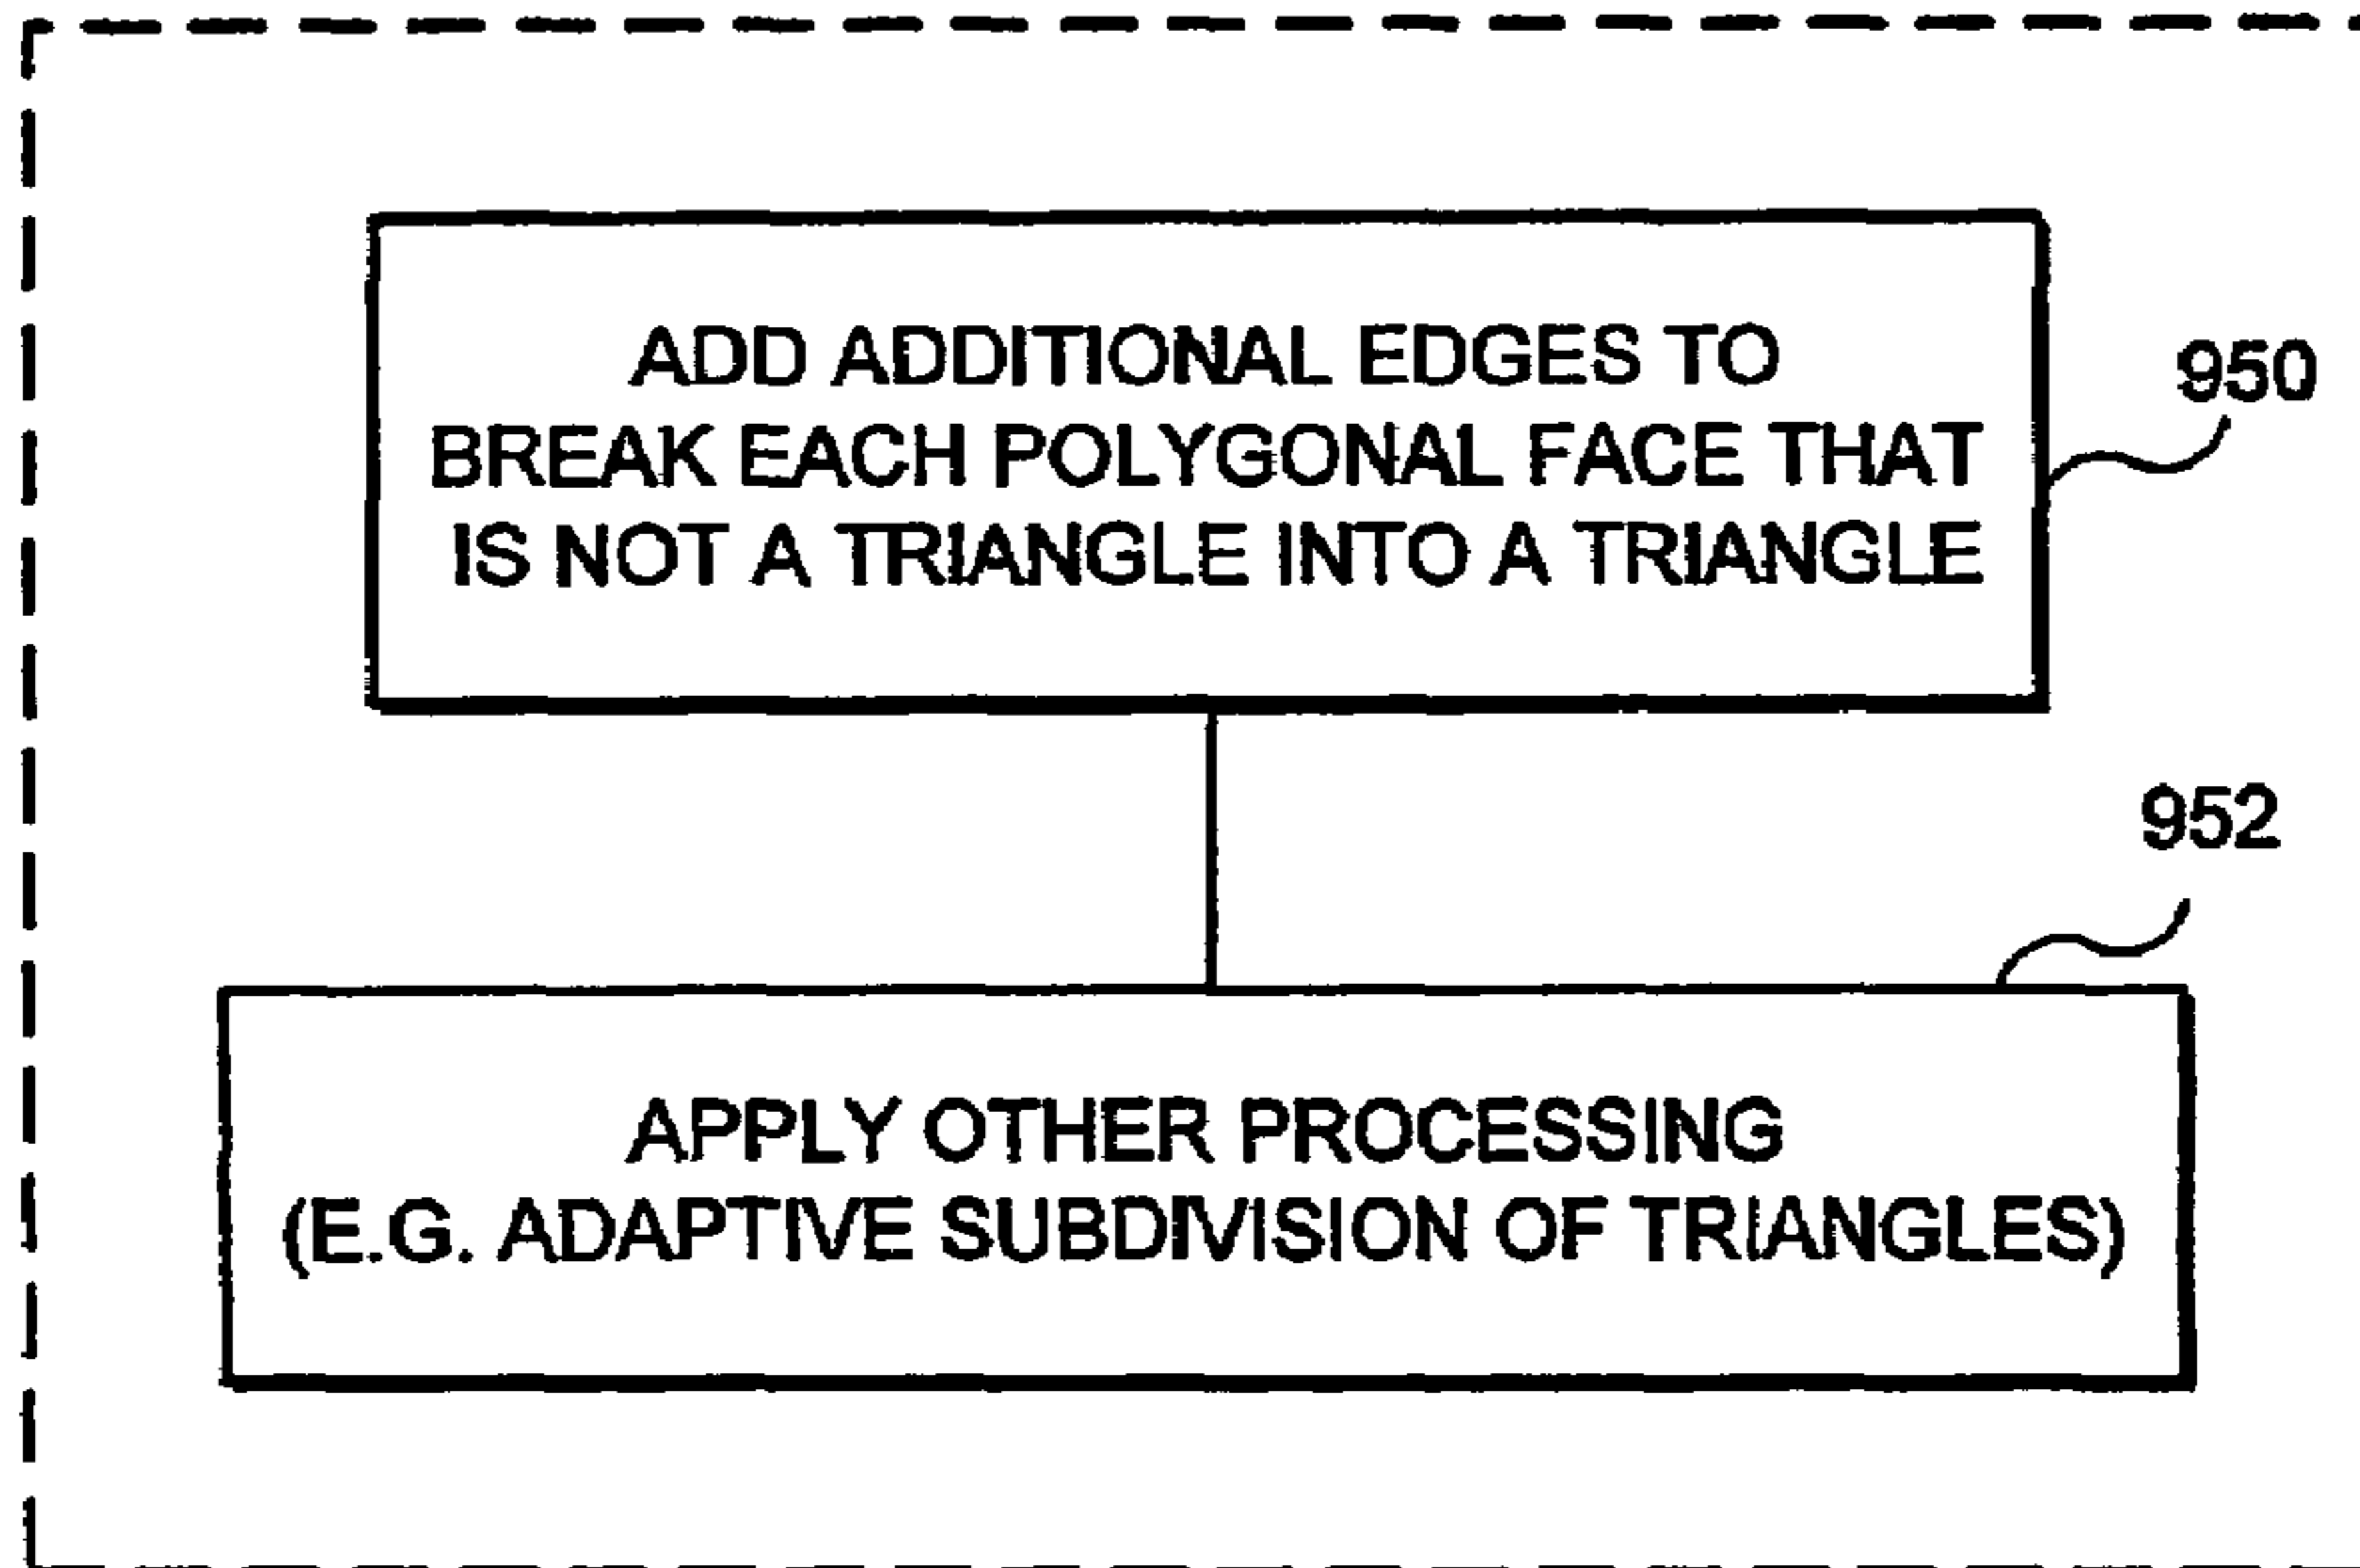 ADD ADDITIONAL EDGES TO
BREAK EACH POLYGONAL FACE THAT
IS NOT A TRIANGLE INTO A TRIANGLE
950
952
APPLY OTHER PROCESSING
(E.G. ADAPTIVE SUBDIVISION OF TRIANGLES)